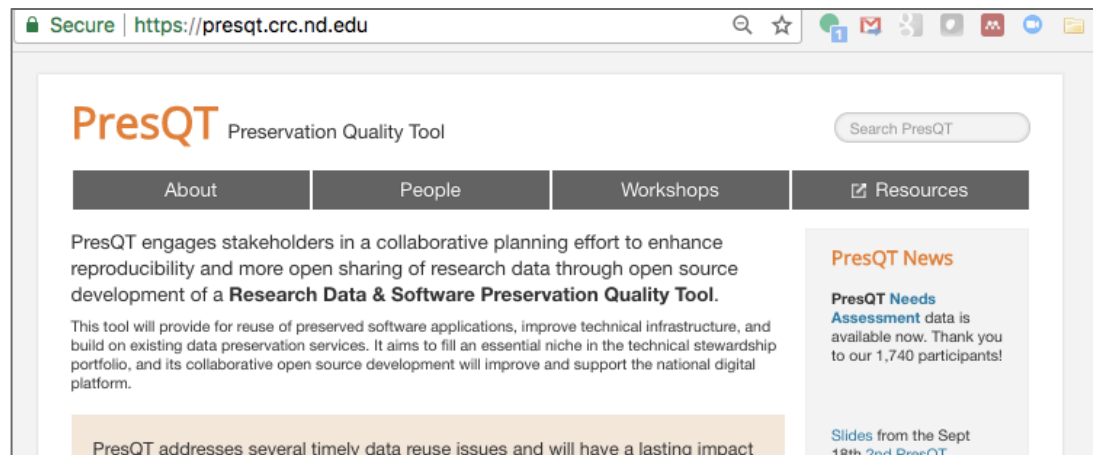 Secure | https://presqt.crc.nd.edu
1
PresQT Preservation Quality Tool
Search PresQT
About People Workshops Resources
PresQT engages stakeholders in a collaborative planning effort to enhance
reproducibility and more open sharing of research data through open source
development of a Research Data & Software Preservation Quality Tool.
This tool will provide for reuse of preserved software applications, improve technical infrastructure, and
build on existing data preservation services. It aims to fill an essential niche in the technical stewardship
portfolio, and its collaborative open source development will improve and support the national digital
platform.
PresQT addresses several timely data reuse issues and will have a lasting impact
PresQT News
PresQT Needs
Assessment data is
available now. Thank you
to our 1,740 participants!
Slides from the Sept
18th 2nd PresQT